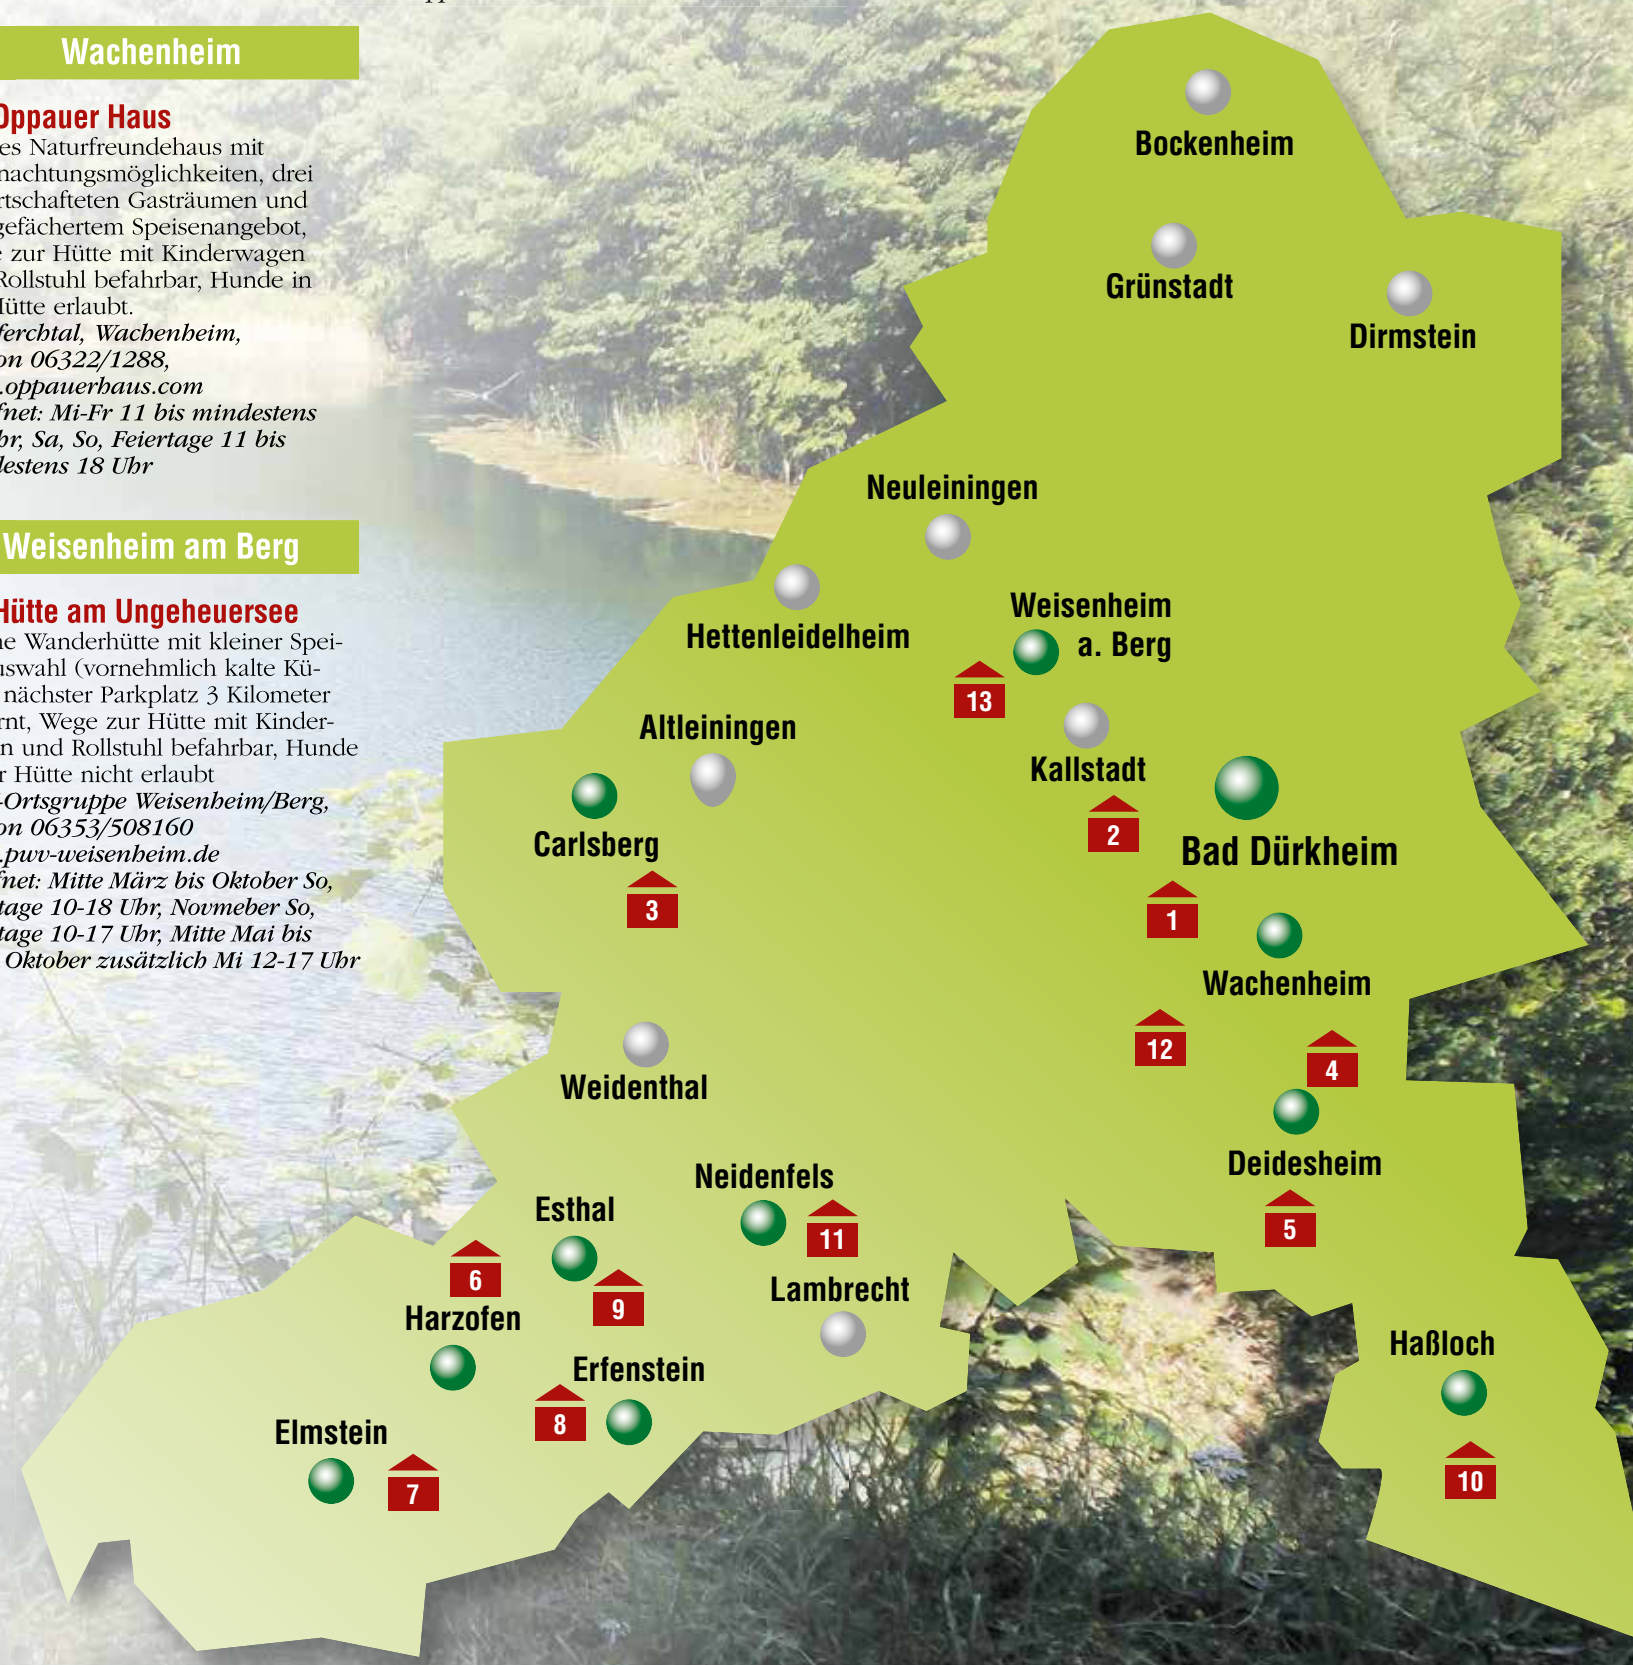 Wachenheim
Oppauer Haus
es Naturfreundehaus mit
nachtungsmöglichkeiten, drei
rtschafteten Gasträumen und
gefächertem Speisenangebot,
e zur Hütte mit Kinderwagen
Rollstuhl befahrbar, Hunde in
Hütte erlaubt.
ferchtal, Wachenheim,
on 06322/1288,
.oppauerhaus.com
fnet: Mi-Fr 11 bis mindestens
hr, Sa, So, Feiertage 11 bis
destens 18 Uhr
Weisenheim am Berg
Hütte am Ungeheuersee
ne Wanderhütte mit kleiner Spei-
uswahl (vornehmlich kalte Kü-
nächster Parkplatz 3 Kilometer
rnt, Wege zur Hütte mit Kinder-
n und Rollstuhl befahrbar, Hunde
r Hütte nicht erlaubt
-Ortsgruppe Weisenheim/Berg,
on 06353/508160
.pwv-weisenheim.de
fnet: Mitte März bis Oktober So,
tage 10-18 Uhr, Novmeber So,
tage 10-17 Uhr, Mitte Mai bis
Oktober zusätzlich Mi 12-17 Uhr
Bockenheim
Grünstadt
Dirmstein
Neuleiningen
Hettenleidelheim
Weisenheim
a. Berg
13
Altleiningen
Kallstadt
2
Bad Dürkheim
Carlsberg
3
1
Wachenheim
12
4
Weidenthal
Deidesheim
5
Neidenfels
11
Esthal
6
9
Lambrecht
Harzofen
Erfenstein
8
Haßloch
10
Elmstein
7